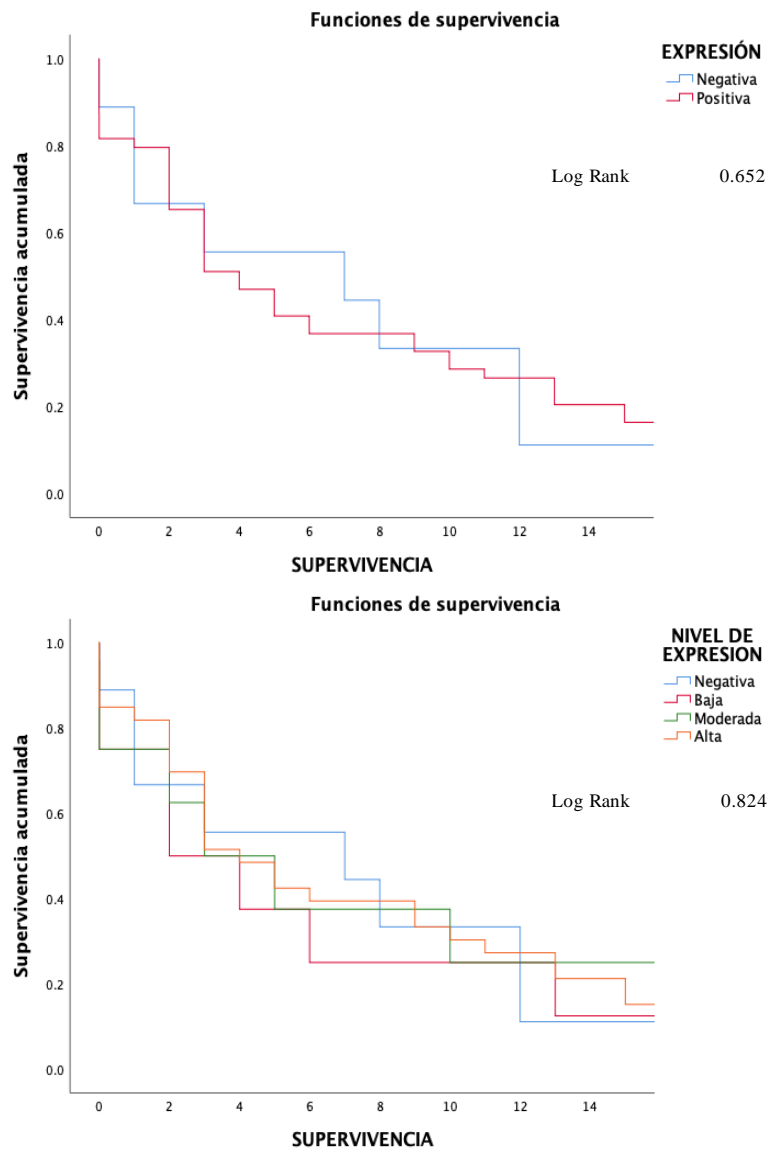 Funciones de supervivencia
EXPRESIÓN
Negativa
Positiva
Log Rank 0.652
Supervivencia acumulada
1.0
0.8
0.6
0.4
0.2
0.0
0 2 4 6 8 10 12 14
SUPERVIVENCIA
Funciones de supervivencia
NIVEL DE
EXPRESION
Negativa
Baja
Moderada
Alta
Log Rank 0.824
Supervivencia acumulada
1.0
0.8
0.6
0.4
0.2
0.0
0 2 4 6 8 10 12 14
SUPERVIVENCIA